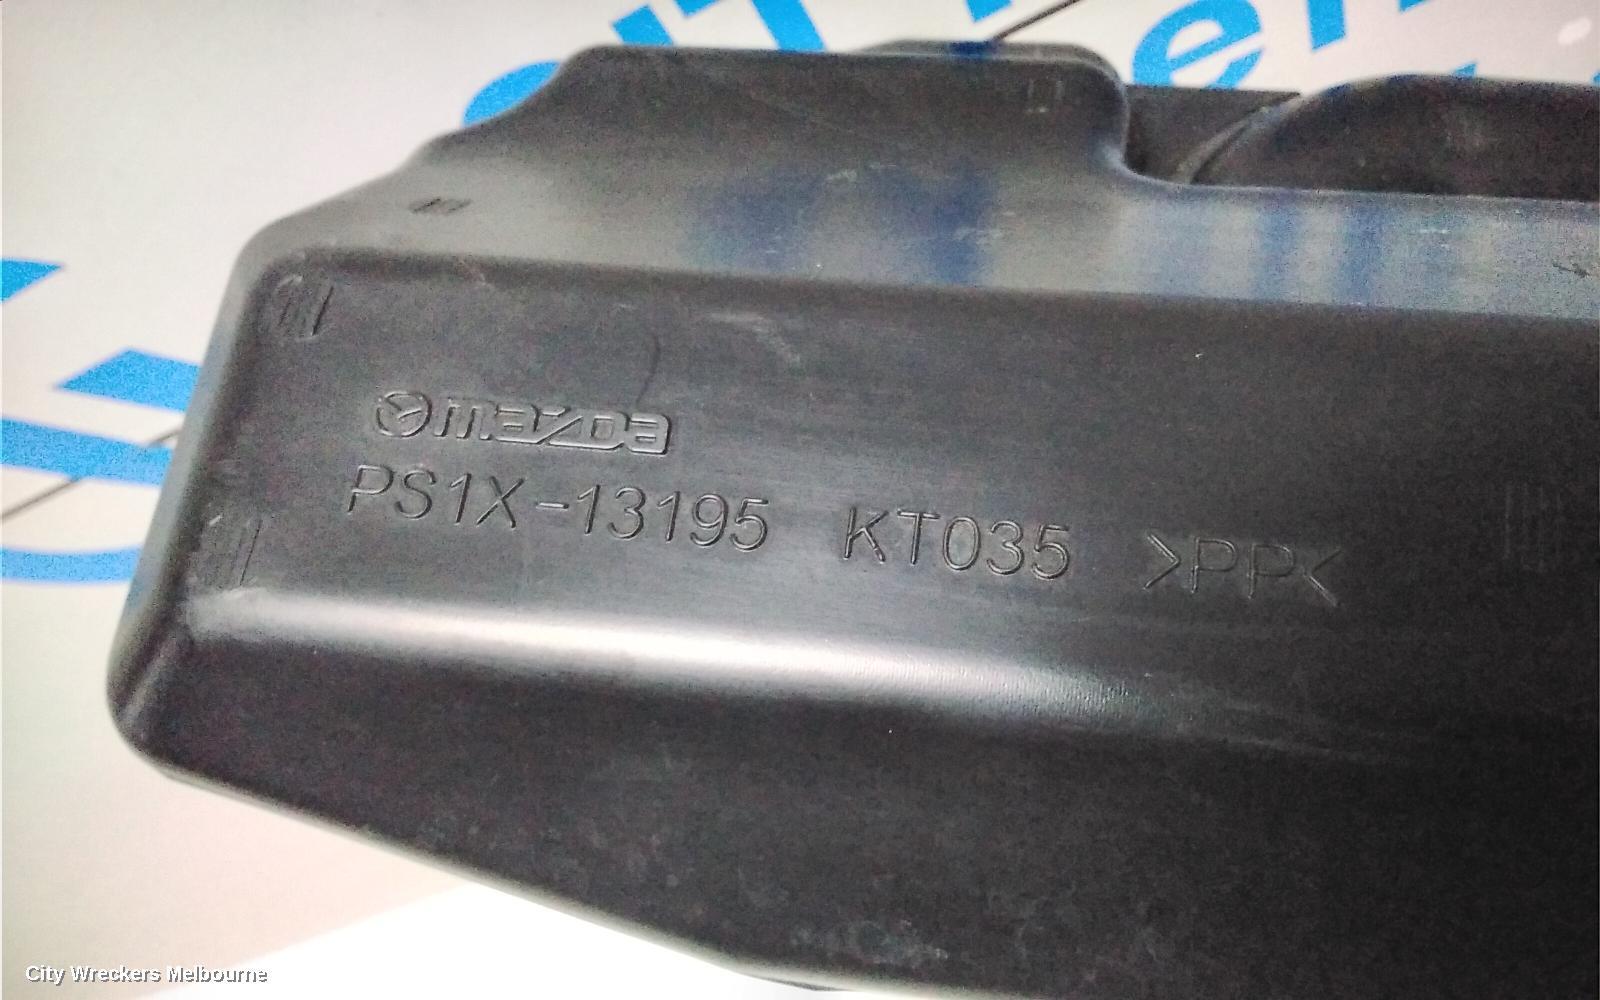 mazda
PS1X-13195 KT035 >PP<
City Wreckers Melbourne